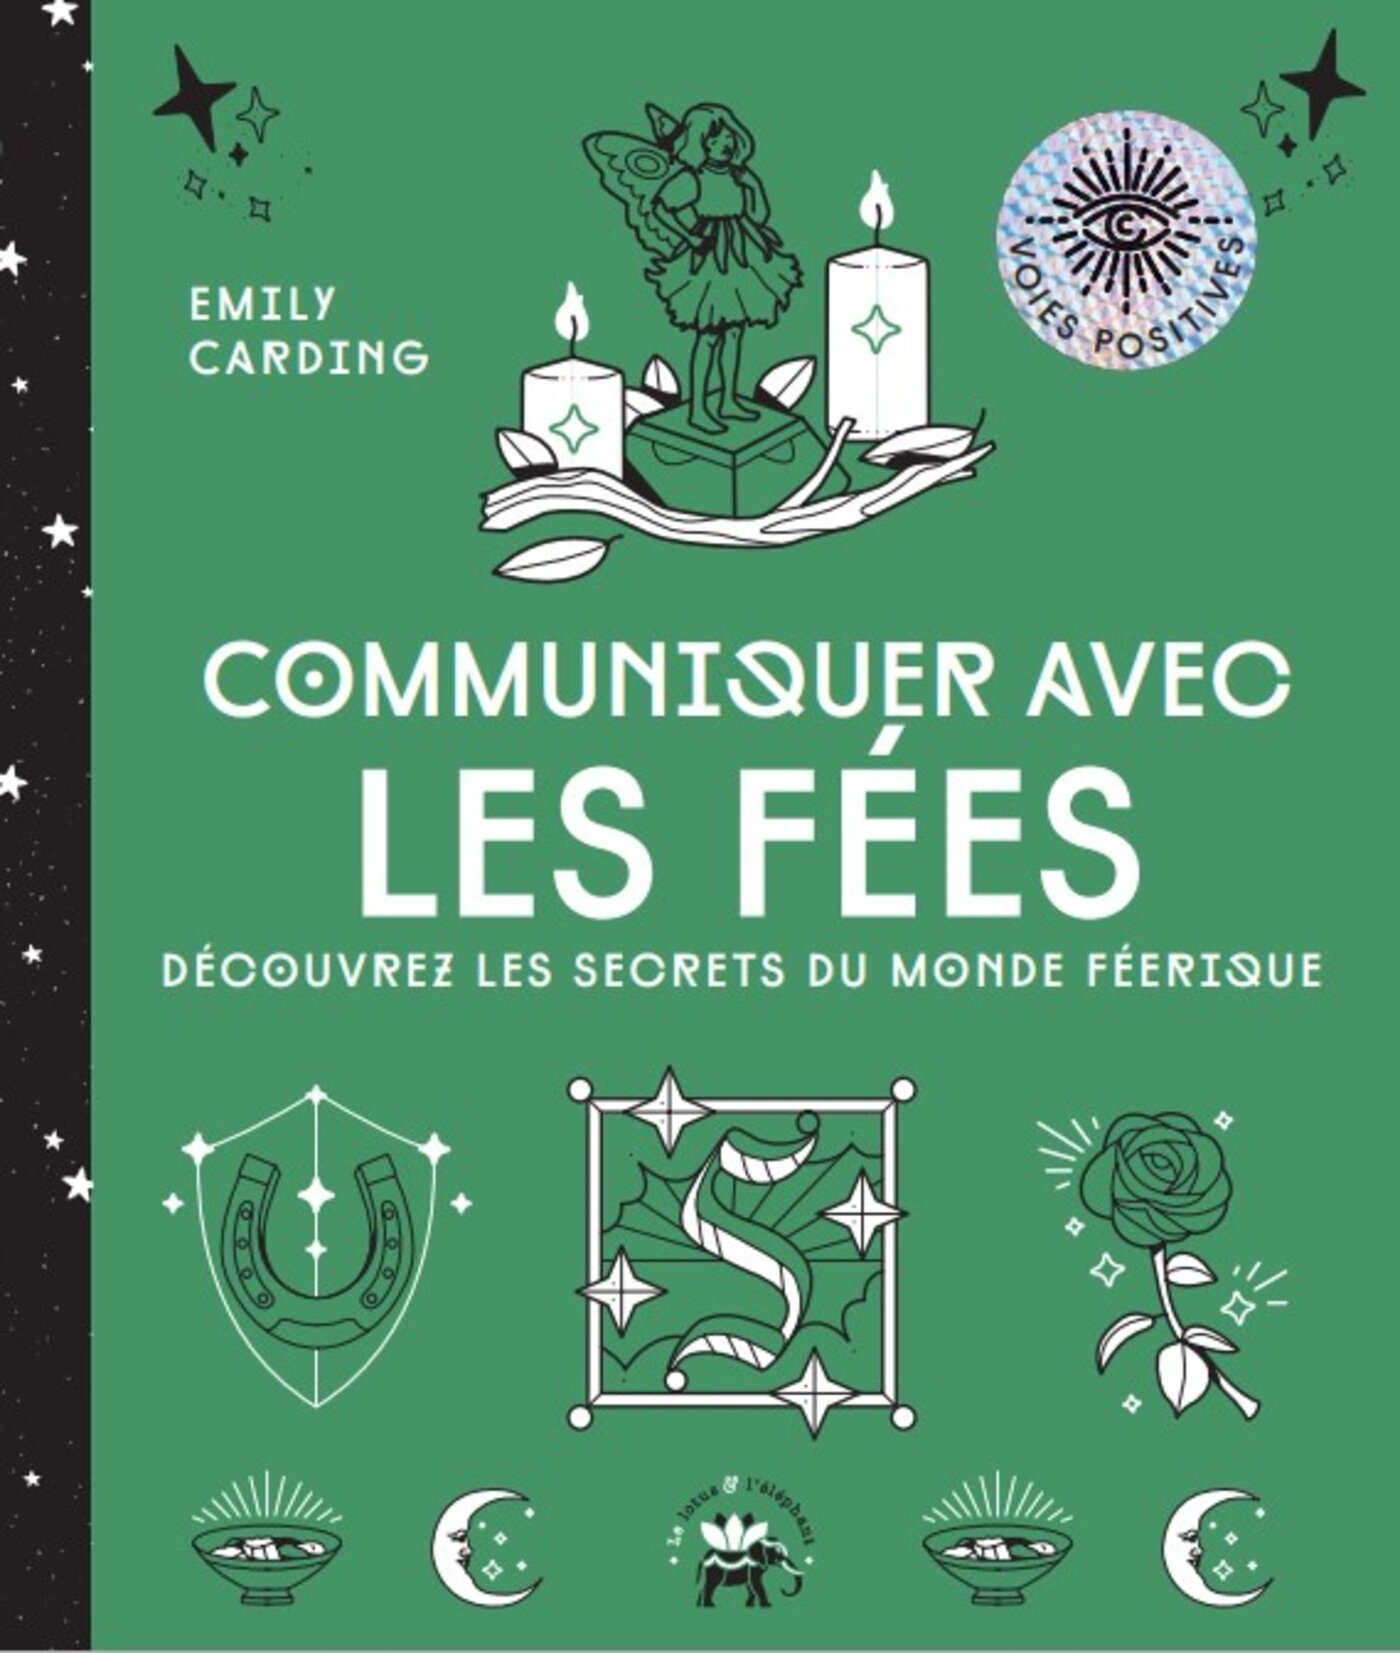 EMILY
CARDING
VOIES POSITIVES
COMMUNIQUER AVEC
LES FÉES
DÉCOUVREZ LES SECRETS DU MONDE FÉERIQUE
Le lotus & l'éléphant